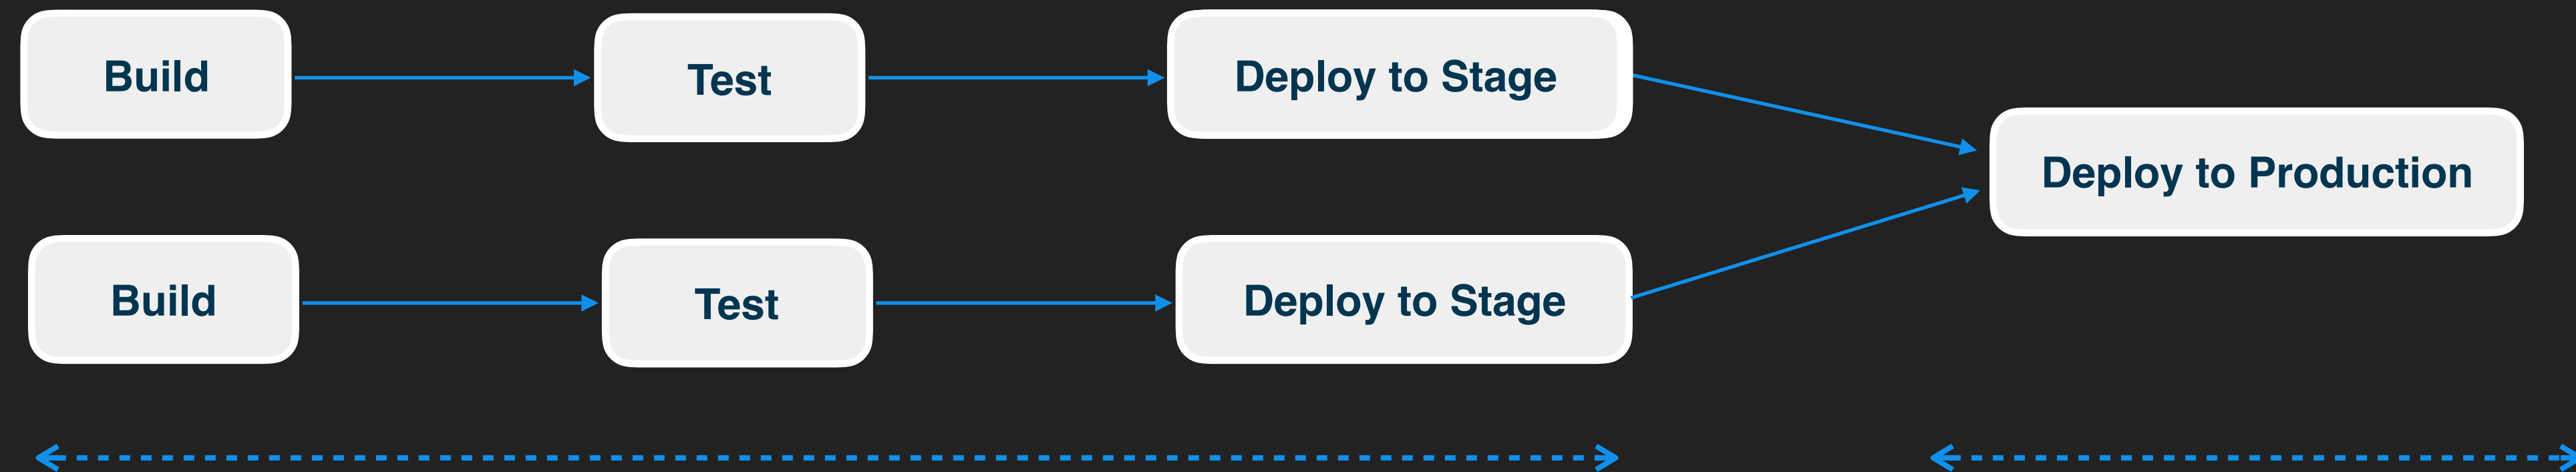 Build
Test
Deploy to Stage
Deploy to Production
Build
Test
Deploy to Stage